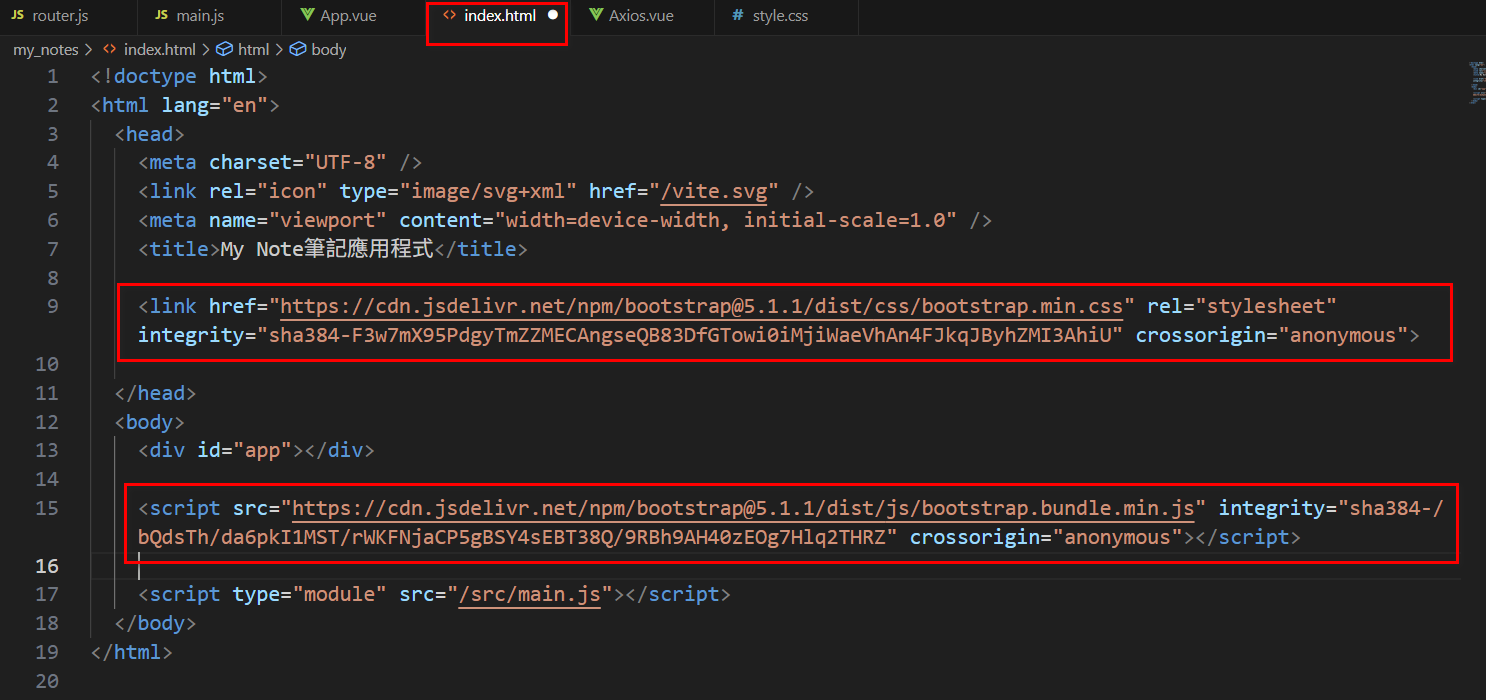 JS router.js JS main.js App.vue <> index.html ● Axios.vue # style.css
my_notes > <> index.html > html > body
1 <!doctype html>
2 <html lang="en">
3 <head>
4 <meta charset="UTF-8" />
5 <link rel="icon" type="image/svg+xml" href="/vite.svg" />
6 <meta name="viewport" content="width=device-width, initial-scale=1.0" />
7 <title>My Note筆記應用程式</title>
8
9 <link href="https://cdn.jsdelivr.net/npm/bootstrap@5.1.1/dist/css/bootstrap.min.css" rel="stylesheet"
integrity="sha384-F3w7mX95PdgyTmZZMECAngseQB83DfGTowi0iMjiWaeVhAn4FJkqJByhZMI3AhiU" crossorigin="anonymous">
10
11 </head>
12 <body>
13 <div id="app"></div>
14
15 <script src="https://cdn.jsdelivr.net/npm/bootstrap@5.1.1/dist/js/bootstrap.bundle.min.js" integrity="sha384-/
bQdsTh/da6pkI1MST/rWKFNjaCP5gBSY4sEBT38Q/9RBh9AH40zEOg7Hlq2THRZ" crossorigin="anonymous"></script>
16
17 <script type="module" src="/src/main.js"></script>
18 </body>
19 </html>
20